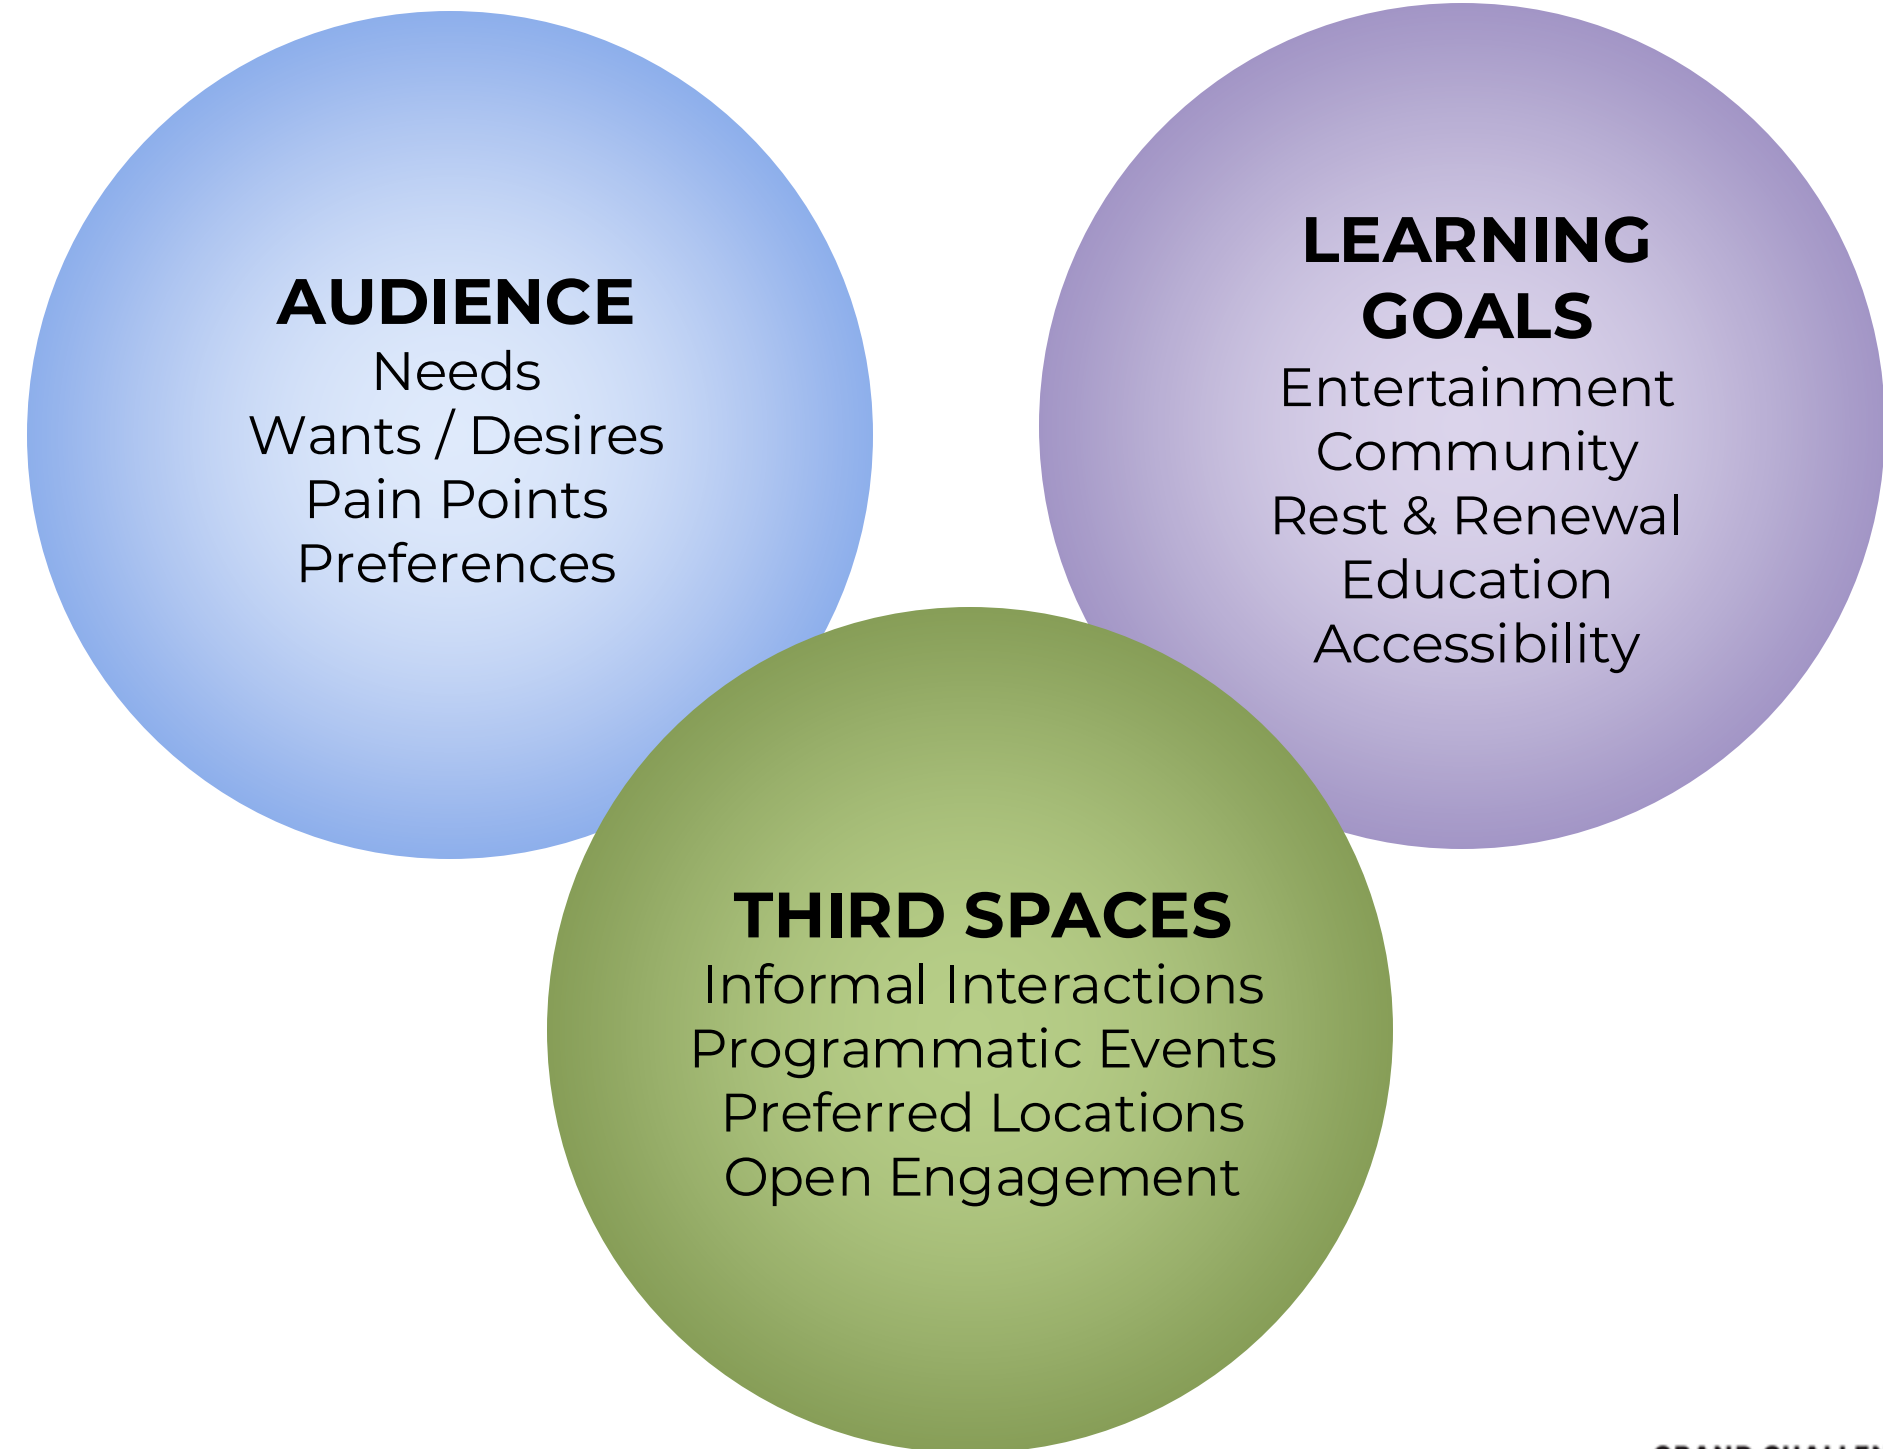 AUDIENCE
Needs
Wants / Desires
Pain Points
Preferences
LEARNING
GOALS
Entertainment
Community
Rest & Renewal
Education
Accessibility
THIRD SPACES
Informal Interactions
Programmatic Events
Preferred Locations
Open Engagement
GRAND